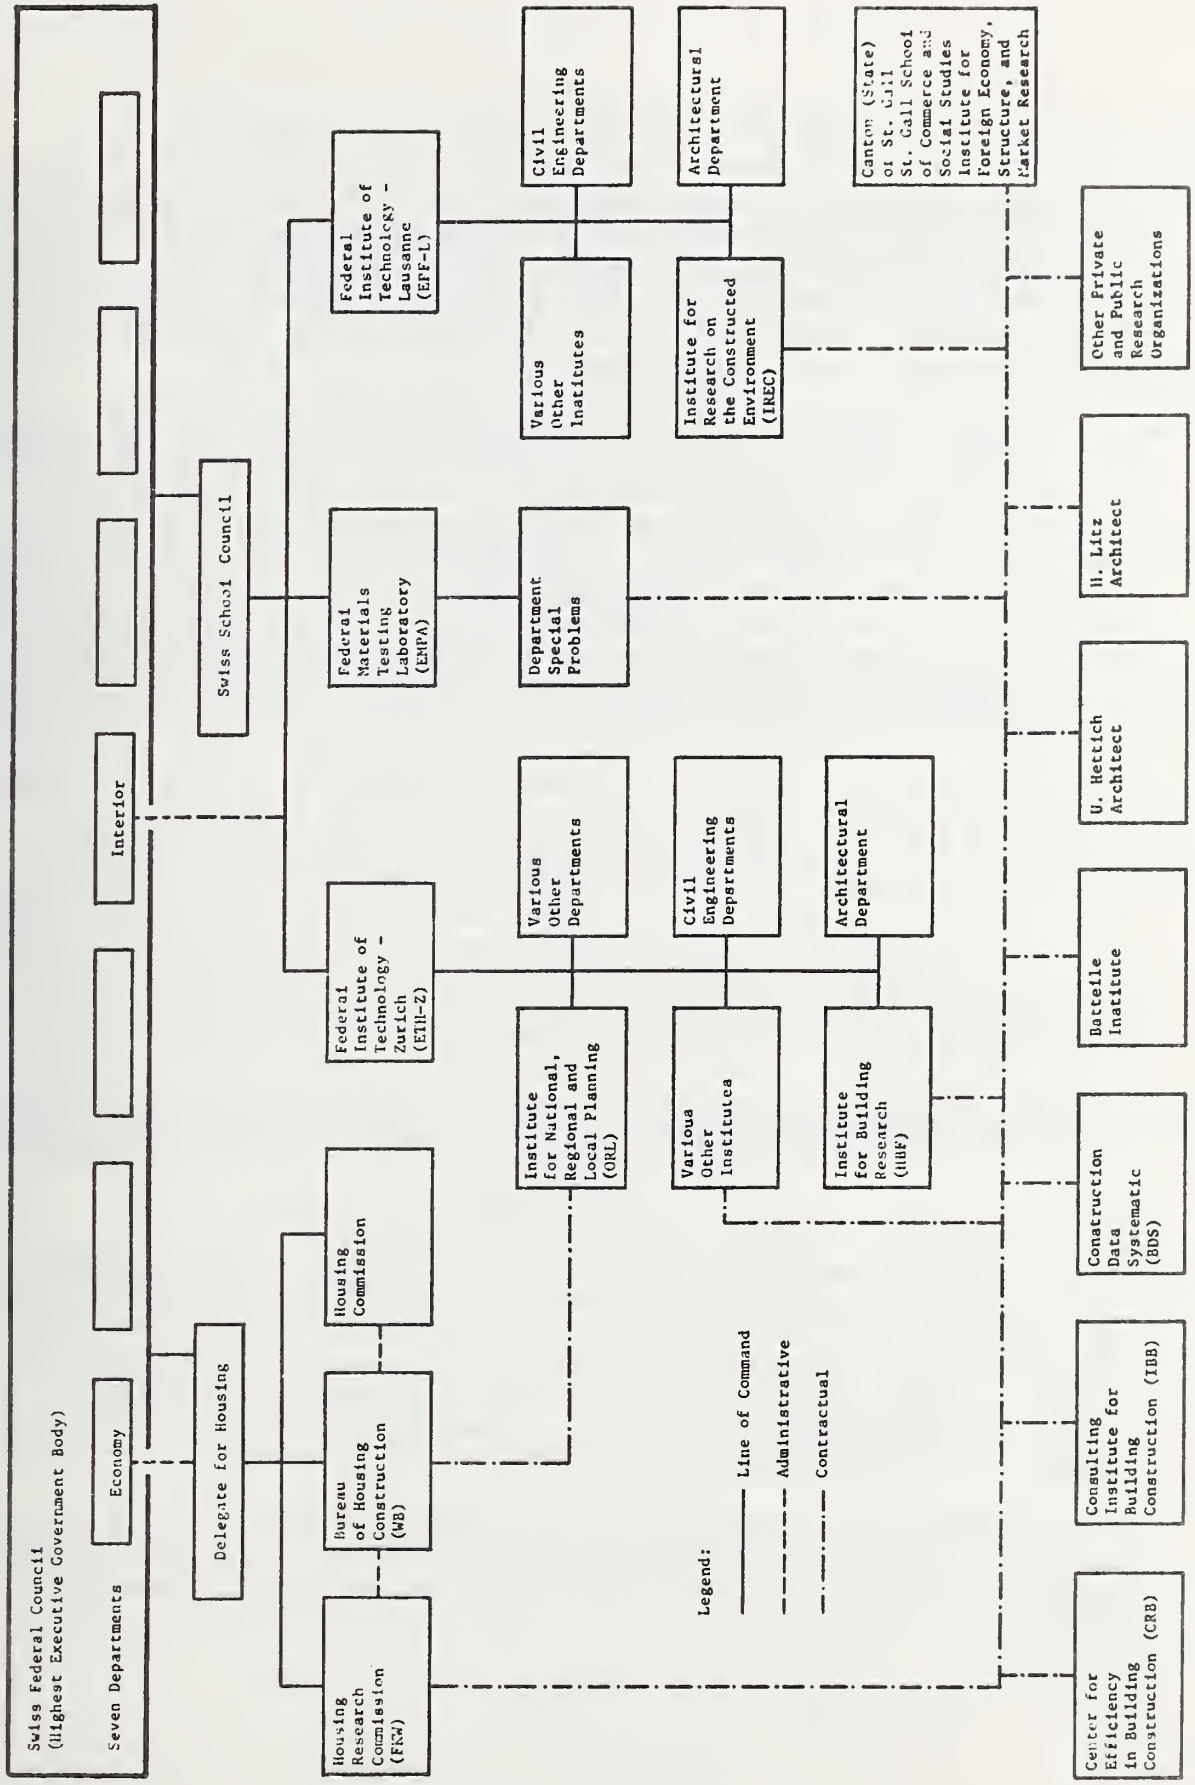 Swiss Federal Council
(Highest Executive Government Body)
Seven Departments
Economy
Interior
Delegate for Housing
Swiss School Council
Housing
Research
Commission
(FKW)
Bureau
of Housing
Construction
(WB)
Housing
Commission
Federal
Institute of
Technology -
Zurich
(ETH-Z)
Federal
Materials
Testing
Laboratory
(EMPA)
Federal
Institute of
Technology -
Lausanne
(EPF-L)
Institute
for National,
Regional and
Local Planning
(ORL)
Various
Other
Departments
Department
Special
Problems
Various
Other
Inatitutes
Civil
Engineering
Departments
Varioua
Other
Institutea
Civil
Engineering
Departments
Institute for
Research on
the Constructed
Environment
(IREC)
Architectural
Department
Institute
for Building
Research
(HBF)
Architectural
Department
Canton (State)
of St. Gall
St. Gall School
of Commerce and
Social Studies
Institute for
Foreign Economy,
Structure, and
Market Research
Legend:
Line of Command
Administrative
Contractual
Center for
Efficiency
in Building
Construction (CRB)
Consulting
Institute for
Building
Construction (IBB)
Conatruction
Data
Systematic
(BDS)
Batteile
Inatitute
U. Hettich
Architect
H. Litz
Architect
Other Private
and Public
Research
Organizations